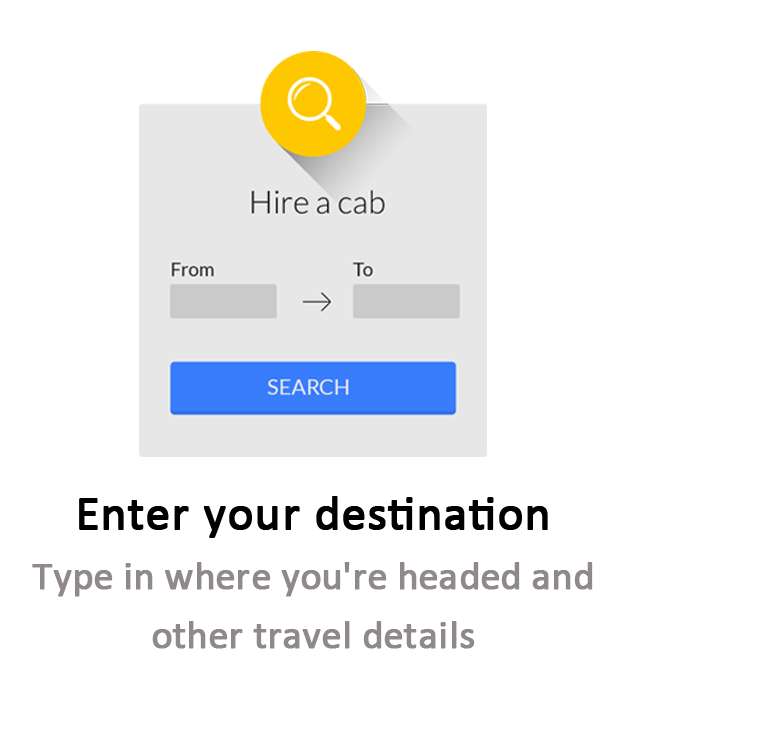 Hire a cab
From To
SEARCH
Enter your destination
Type in where you're headed and
other travel details